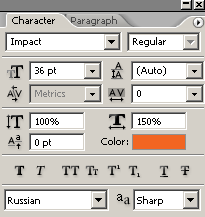 Character Paragraph
Impact Regular
36 pt (Auto)
Metrics 0
100% 150%
0 pt Color:
T T TT Tr T¹ T₁ T T
Russian aa Sharp